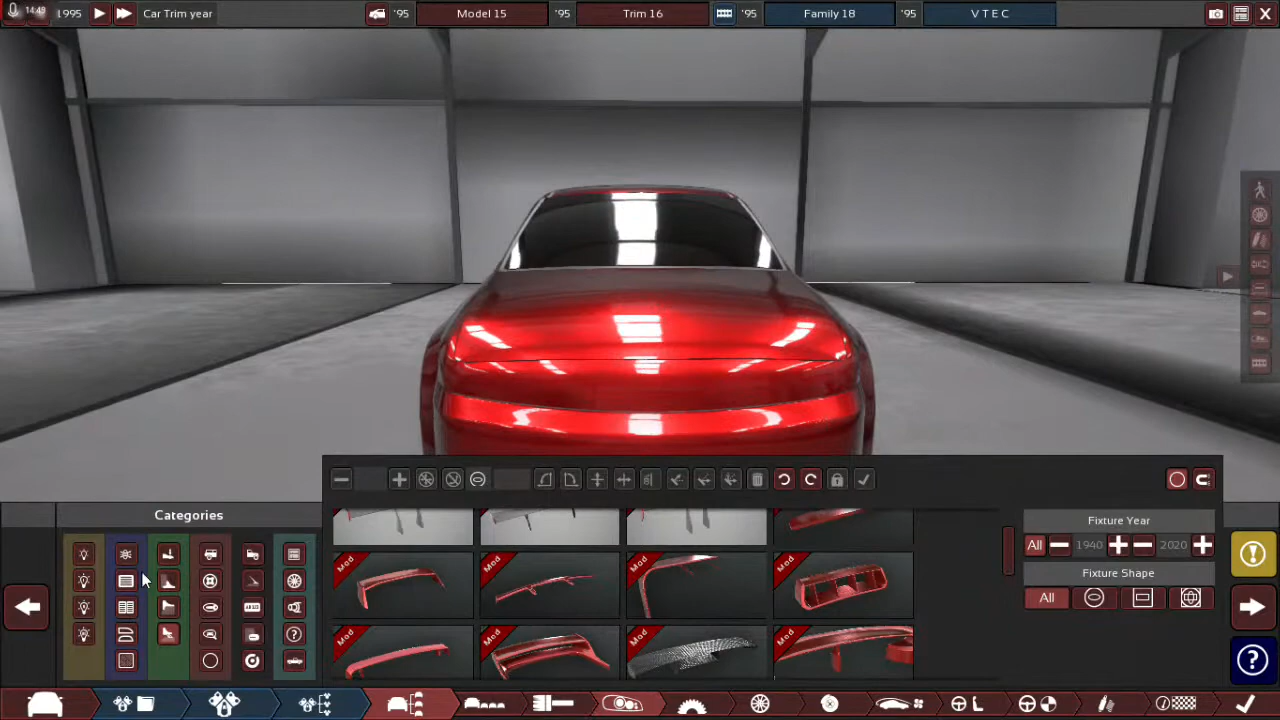 14:49
1995
Car Trim year
'95
Model 15
'95
Trim 16
'95
Family 18
'95
V T E C
Categories
Mod
Mod
Mod
Mod
Mod
Mod
Mod
Mod
Fixture Year
All
1940
2020
Fixture Shape
All